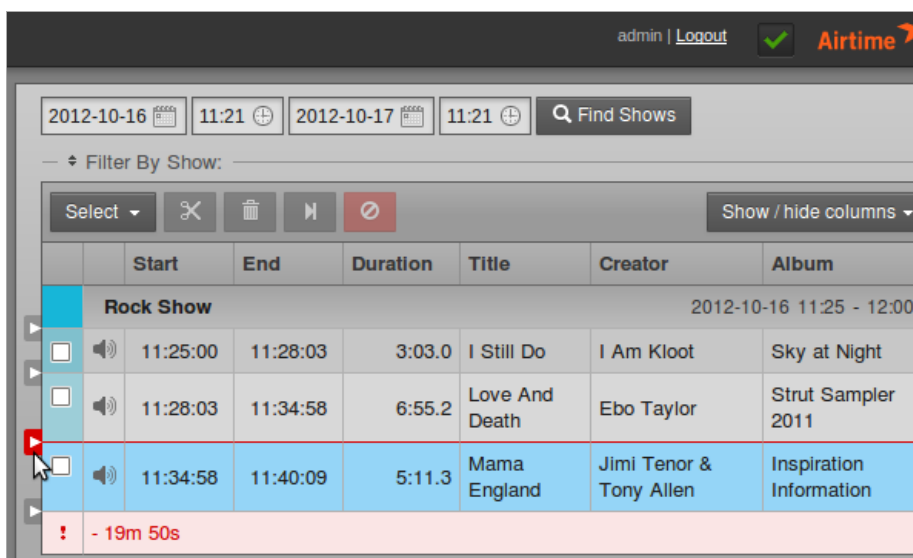 admin | Logout
Airtime
2012-10-16 11:21 2012-10-17 11:21 Find Shows
Filter By Show:
Select Show / hide columns
Start End Duration Title Creator Album
Rock Show 2012-10-16 11:25 - 12:00
11:25:00 11:28:03 3:03.0 I Still Do I Am Kloot Sky at Night
11:28:03 11:34:58 6:55.2 Love And Death Ebo Taylor Strut Sampler 2011
11:34:58 11:40:09 5:11.3 Mama England Jimi Tenor & Tony Allen Inspiration Information
! - 19m 50s